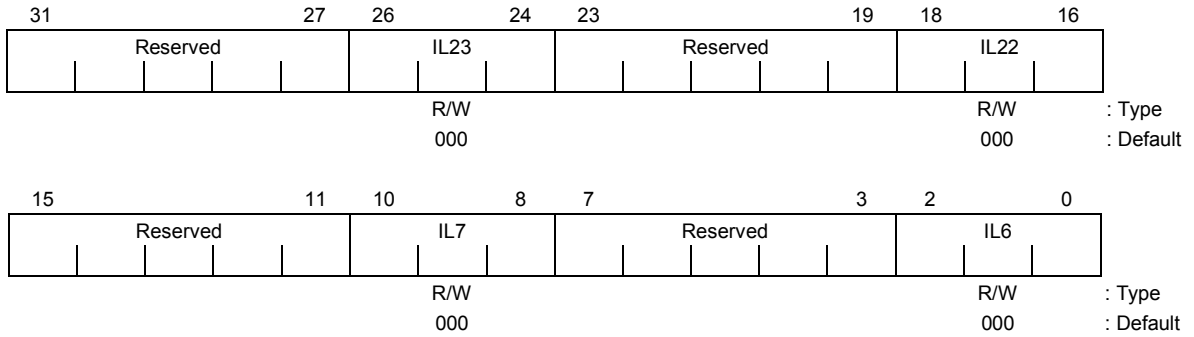 31 27 26 24 23 19 18 16
Reserved IL23 Reserved IL22
R/W R/W : Type
000 000 : Default
15 11 10 8 7 3 2 0
Reserved IL7 Reserved IL6
R/W R/W : Type
000 000 : Default